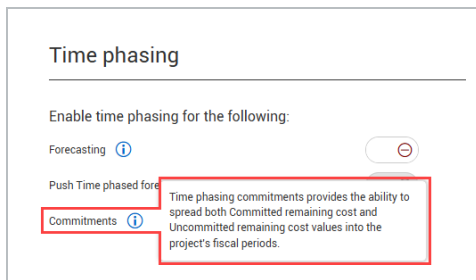 Time phasing
Enable time phasing for the following:
Forecasting
Push Time phased fore
Time phasing commitments provides the ability to
spread both Committed remaining cost and
Uncommitted remaining cost values into the
project's fiscal periods.
Commitments